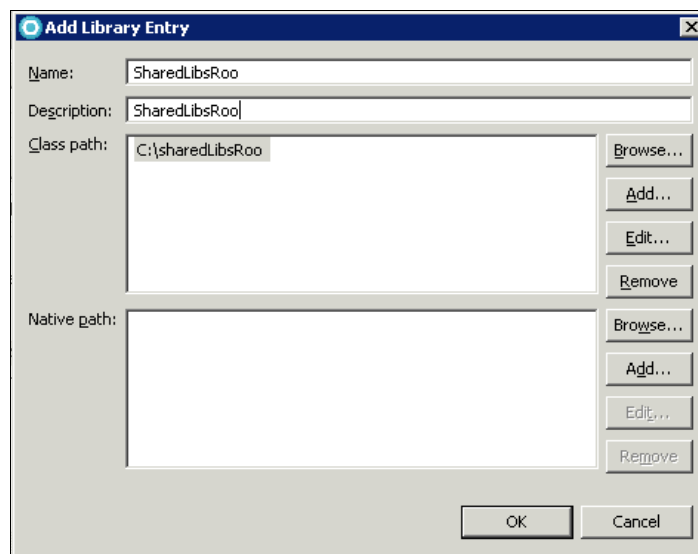 Add Library Entry
Name: SharedLibsRoo
Description: SharedLibsRoo
Class path: C:\sharedLibsRoo Browse...
Add...
Edit...
Remove
Native path: Browse...
Add...
Edit...
Remove
OK Cancel